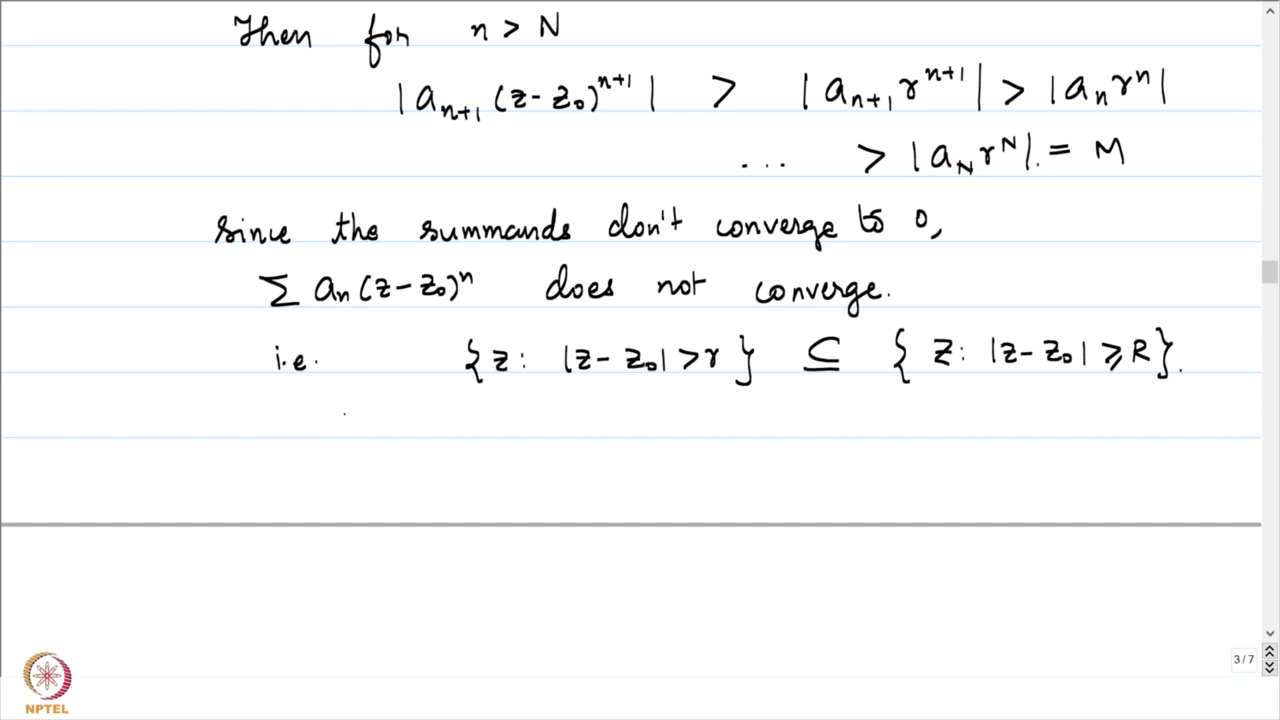 Then for n > N
|a_{n+1} (z - z_0)^{n+1}| > |a_{n+1} r^{n+1}| > |a_n r^n|
... > |a_N r^N| = M
Since the summands don't converge to 0,
∑ a_n (z - z_0)^n does not converge.
i.e. {z: |z - z_0| > r} ⊆ {z: |z - z_0| ≥ R}.
3 / 7
NPTEL